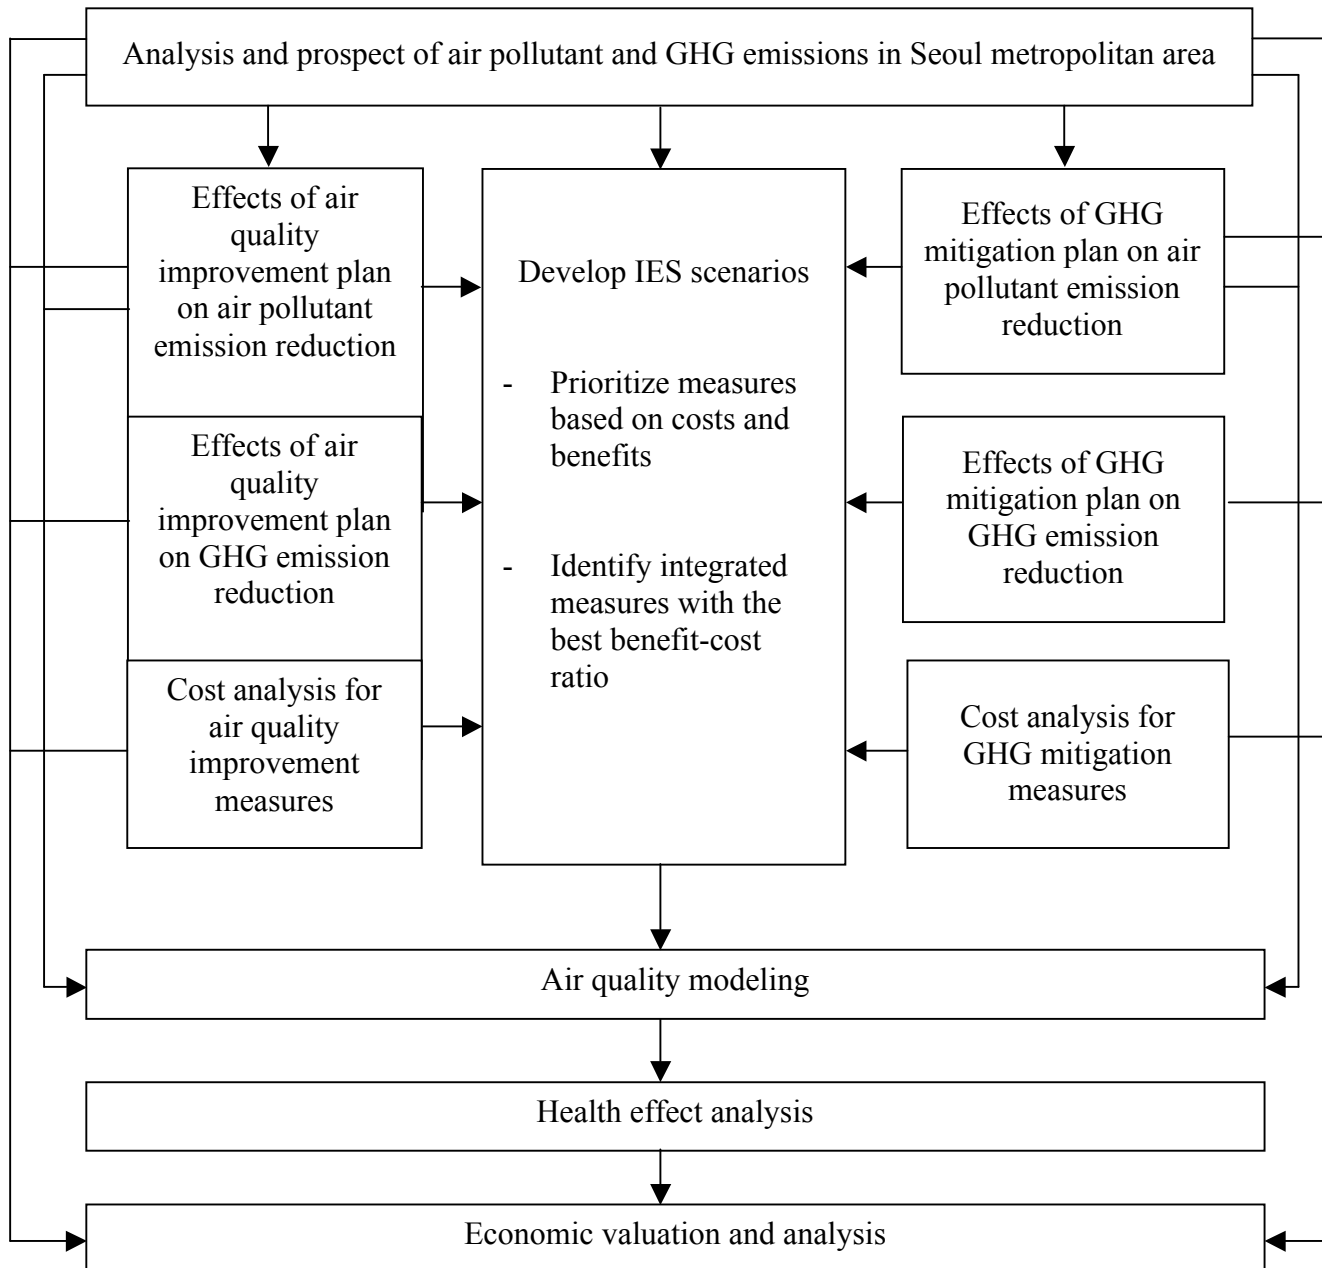 Analysis and prospect of air pollutant and GHG emissions in Seoul metropolitan area
Effects of air
quality
improvement plan
on air pollutant
emission reduction
Effects of air
quality
improvement plan
on GHG emission
reduction
Cost analysis for
air quality
improvement
measures
Develop IES scenarios
- Prioritize measures
based on costs and
benefits
- Identify integrated
measures with the
best benefit-cost
ratio
Effects of GHG
mitigation plan on air
pollutant emission
reduction
Effects of GHG
mitigation plan on
GHG emission
reduction
Cost analysis for
GHG mitigation
measures
Air quality modeling
Health effect analysis
Economic valuation and analysis